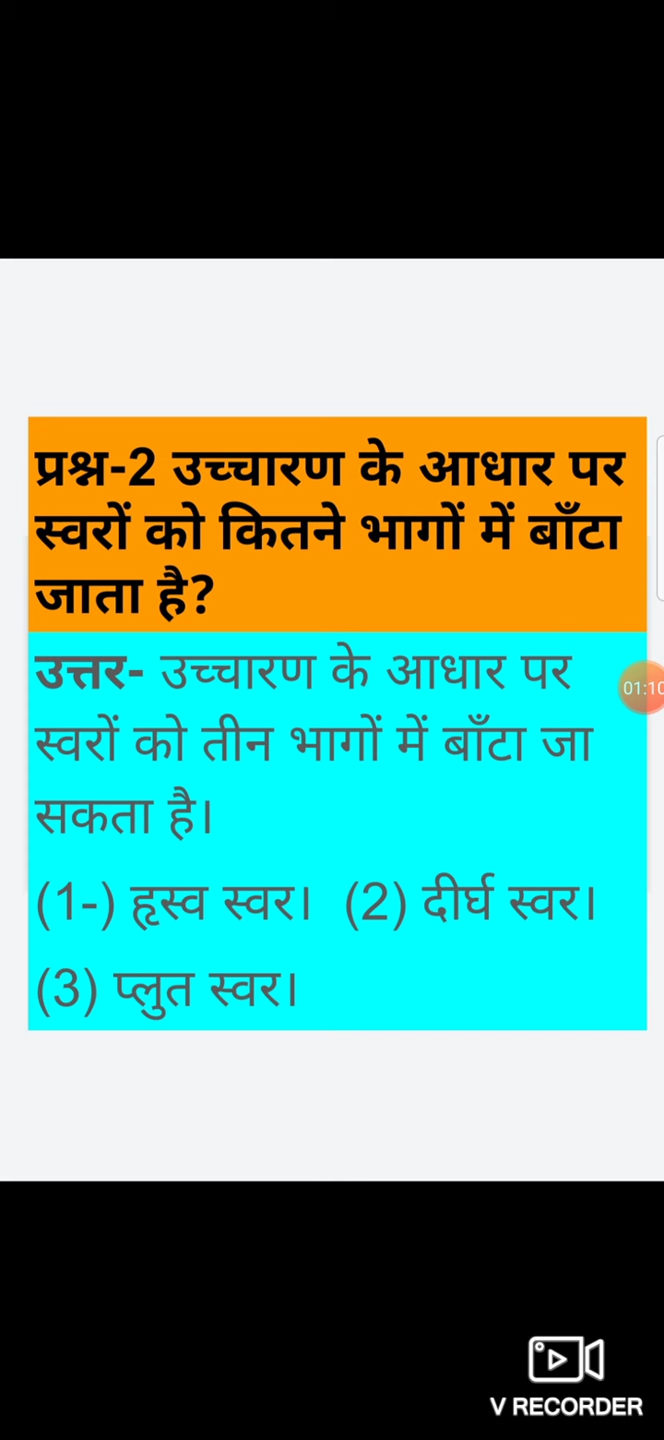 प्रश्न-2 उच्चारण के आधार पर
स्वरों को कितने भागों में बाँटा
जाता है?
उत्तर- उच्चारण के आधार पर
स्वरों को तीन भागों में बाँटा जा
सकता है।
(1-) हृस्व स्वर। (2) दीर्घ स्वर।
(3) प्लुत स्वर।
01:10
V RECORDER